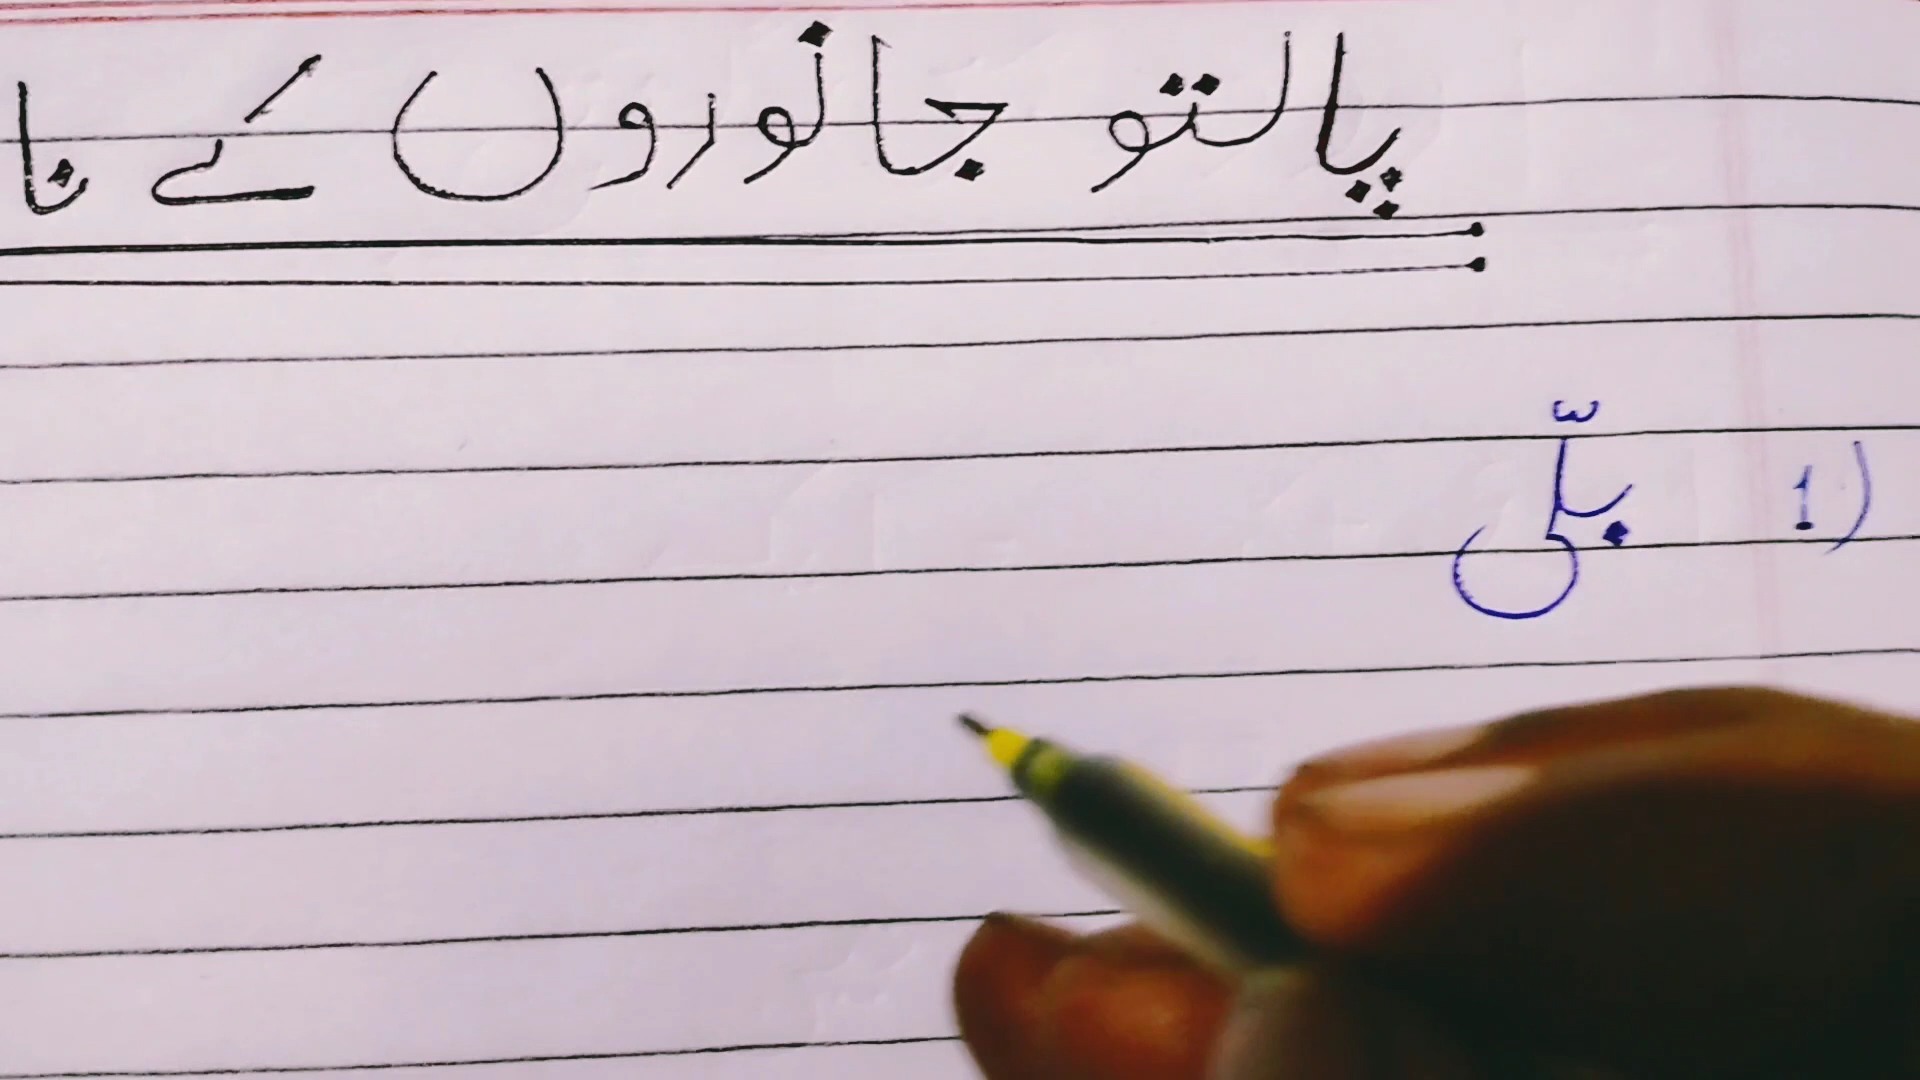 پالتو جانوروں کے نا
1) بلّی